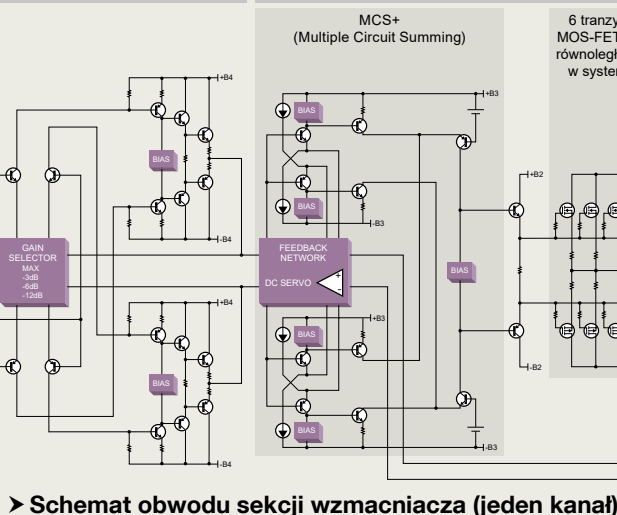 MCS+
(Multiple Circuit Summing)
6 tranzy
MOS-FET
równoległ
w system
+B4
BIAS
-B4
+B3
BIAS
BIAS
-B3
+B2
GAIN
SELECTOR
MAX
-3dB
-6dB
-12dB
FEEDBACK
NETWORK
DC SERVO
+
-
BIAS
+B4
BIAS
-B4
+B3
BIAS
BIAS
-B3
-B2
➤ Schemat obwodu sekcji wzmacniacza (jeden kanał)